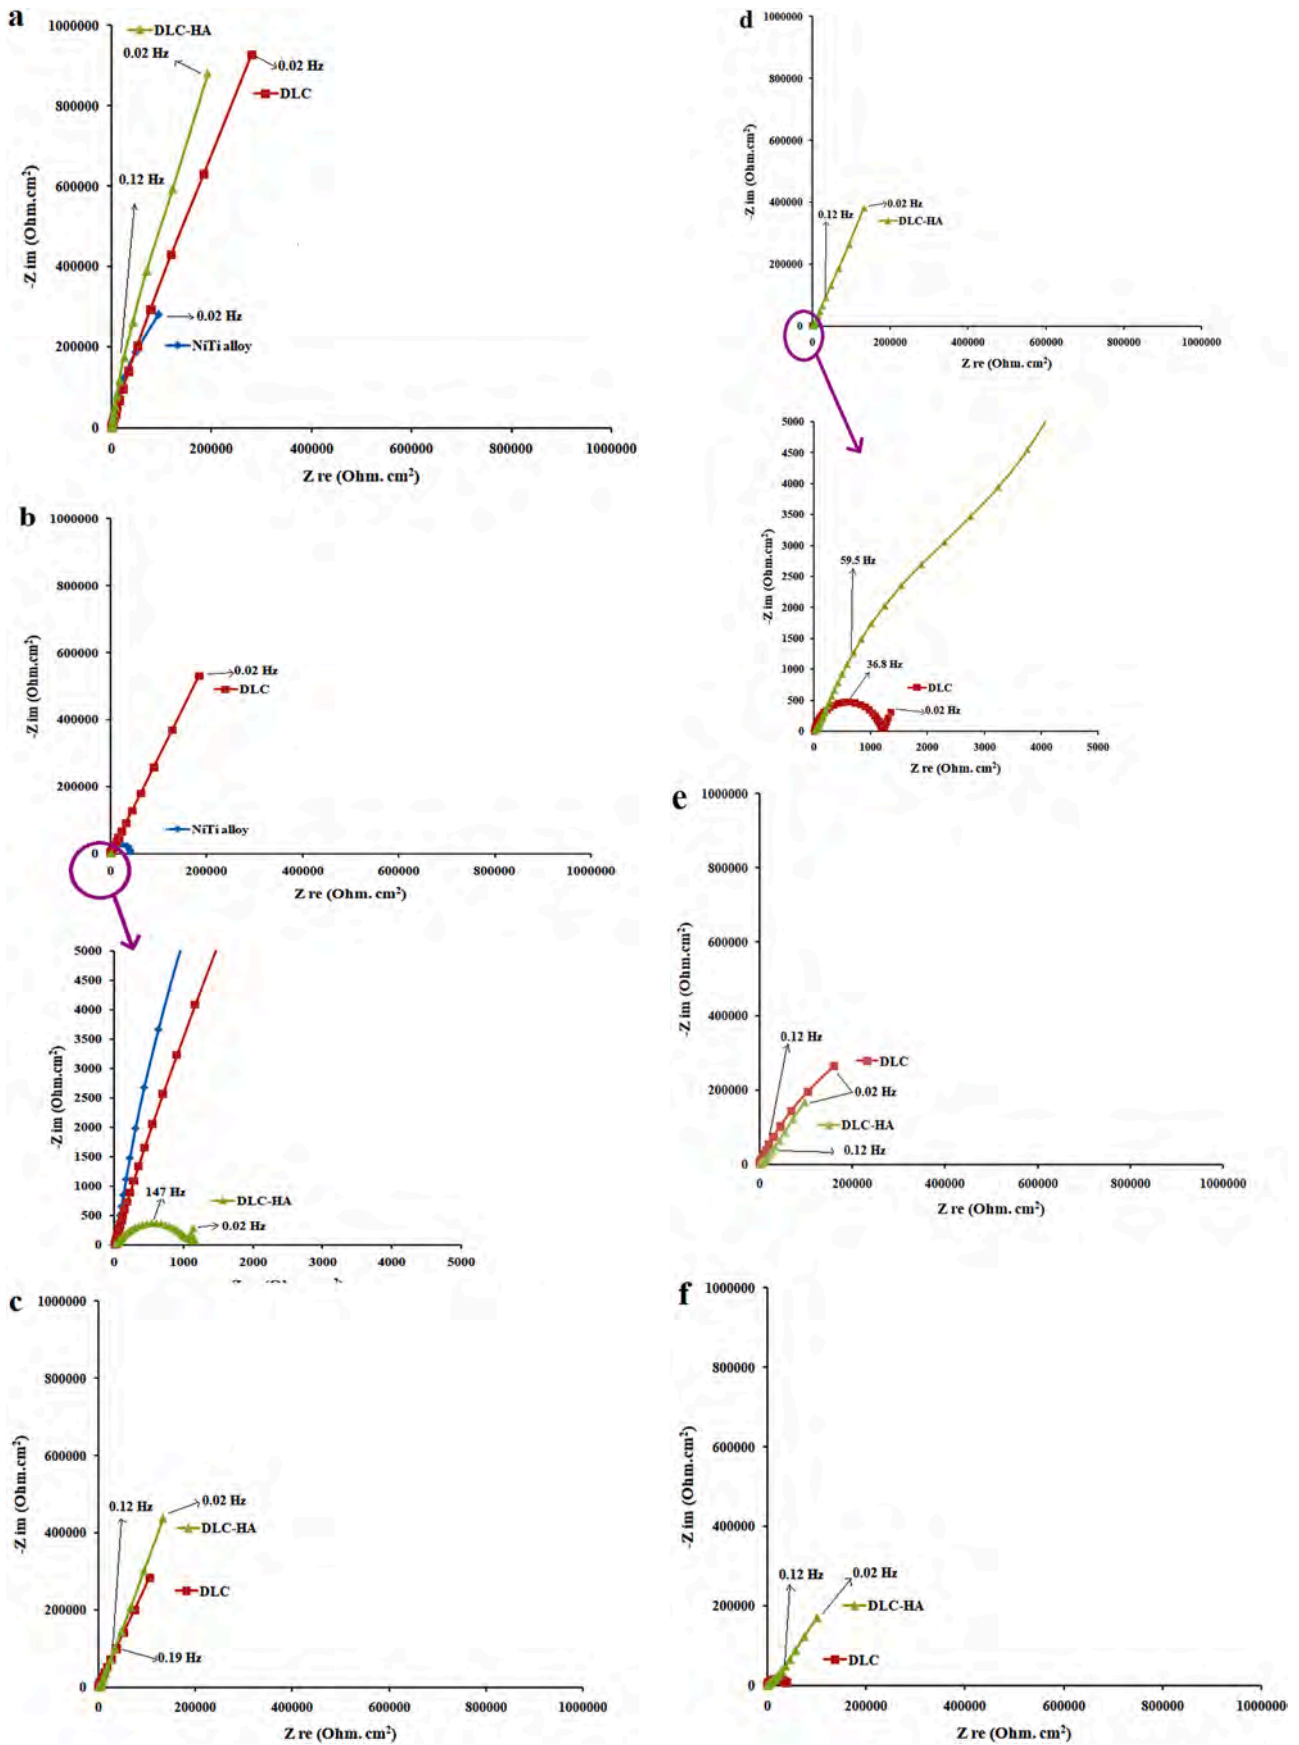 a
1000000
DLC-HA
0.02 Hz
0.02 Hz
DLC
800000
0.12 Hz
600000
-Z im (Ohm.cm²)
400000
0.02 Hz
NiTi alloy
200000
0
0 200000 400000 600000 800000 1000000
Z re (Ohm. cm²)
b
1000000
800000
-Z im (Ohm.cm²)
600000
0.02 Hz
DLC
400000
200000
NiTi alloy
0
0 200000 400000 600000 800000 1000000
Z re (Ohm. cm²)
5000
4500
4000
3500
3000
-Z im (Ohm.cm²)
2500
2000
1500
1000
147 Hz
DLC-HA
500
0.02 Hz
0
0 1000 2000 3000 4000 5000
c
1000000
800000
-Z im (Ohm.cm²)
600000
0.12 Hz
0.02 Hz
400000
DLC-HA
DLC
200000
0.19 Hz
0
0 200000 400000 600000 800000 1000000
Z re (Ohm. cm²)
d
1000000
800000
600000
-Z im (Ohm.cm²)
400000
0.12 Hz
0.02 Hz
DLC-HA
200000
0
0 200000 400000 600000 800000 1000000
Z re (Ohm. cm²)
5000
4500
4000
3500
3000
-Z im (Ohm.cm²)
59.5 Hz
2500
2000
1500
1000
36.8 Hz
DLC
500
0.02 Hz
0
0 1000 2000 3000 4000 5000
Z re (Ohm. cm²)
e
1000000
800000
600000
-Z im (Ohm.cm²)
400000
0.12 Hz
DLC
0.02 Hz
200000
DLC-HA
0.12 Hz
0
0 200000 400000 600000 800000 1000000
Z re (Ohm. cm²)
f
1000000
800000
600000
-Z im (Ohm.cm²)
400000
0.12 Hz
0.02 Hz
200000
DLC-HA
DLC
0
0 200000 400000 600000 800000 1000000
Z re (Ohm. cm²)